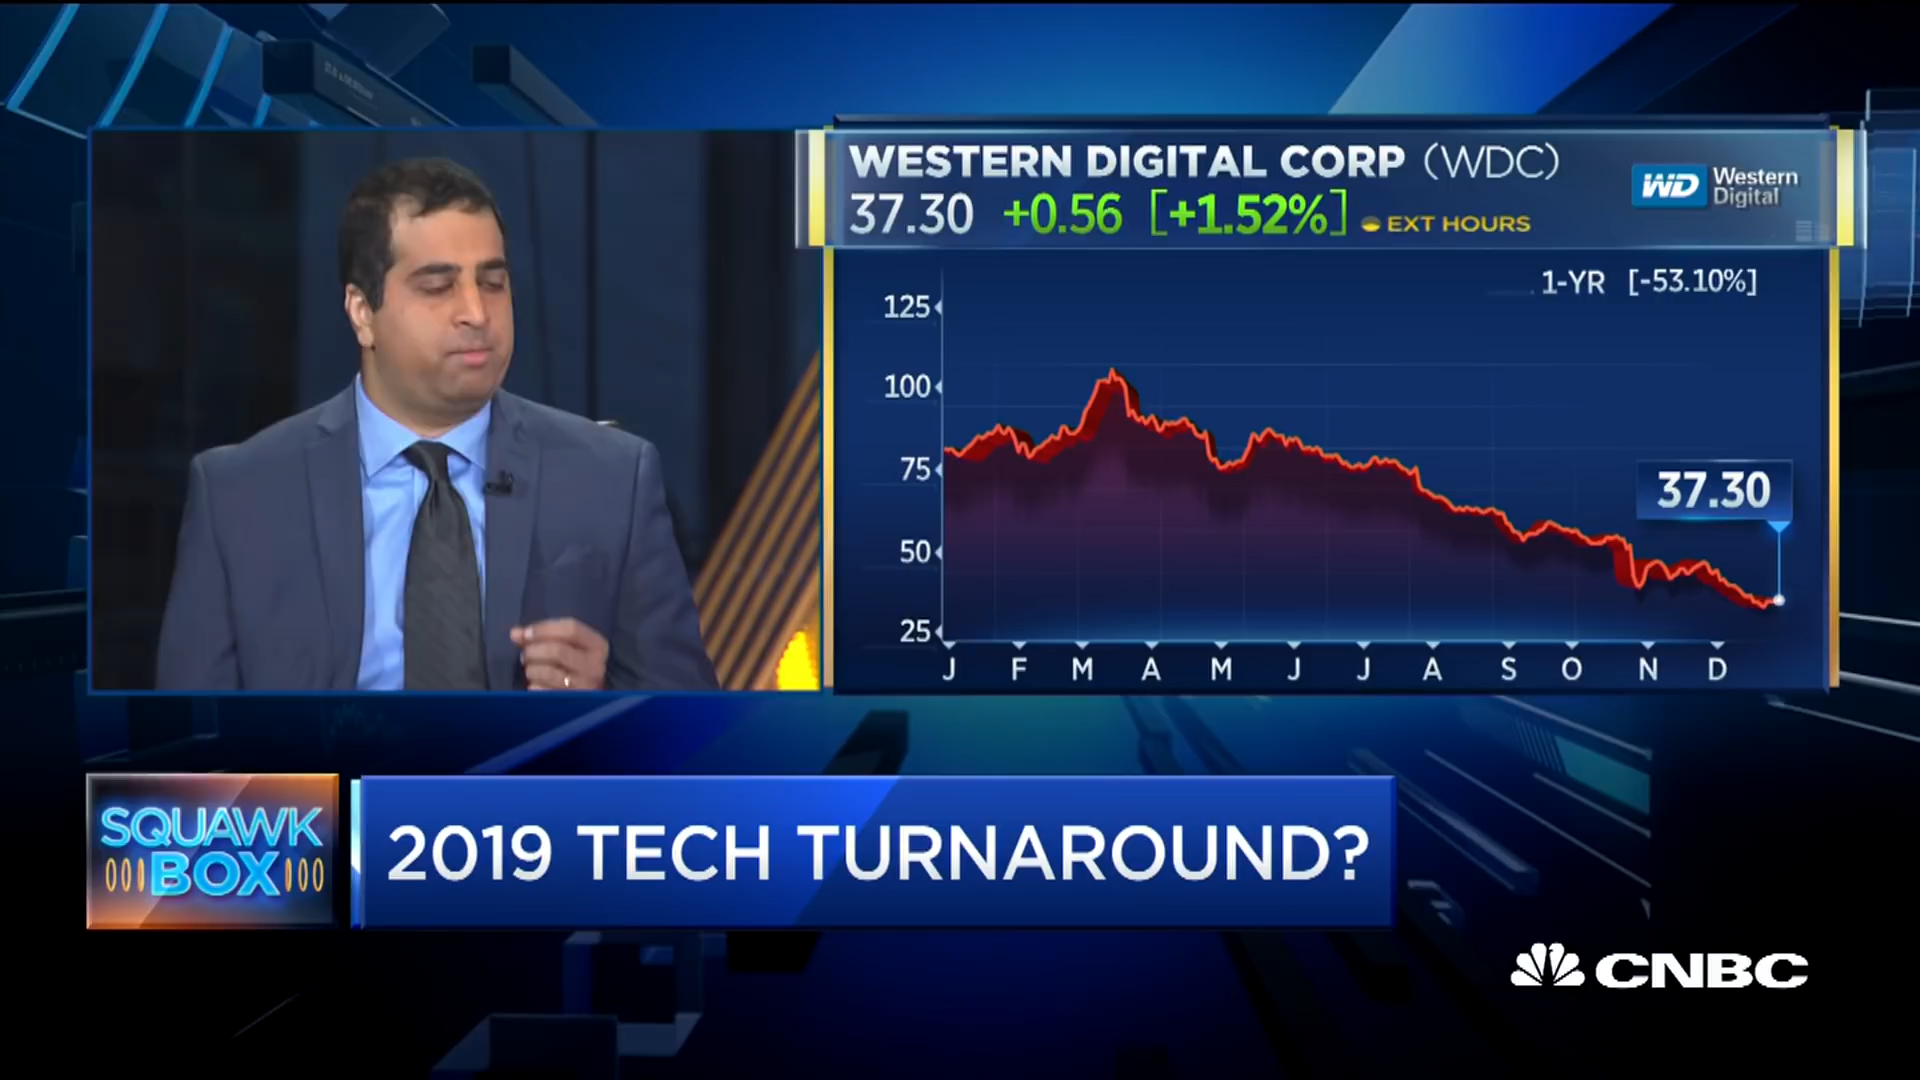 WESTERN DIGITAL CORP (WDC)
37.30 +0.56 [+1.52%] EXT HOURS
WD Western
Digital
1-YR [-53.10%]
125
100
75
50
25
37.30
J F M A M J J A S O N D
SQUAWK
BOX
2019 TECH TURNAROUND?
CNBC